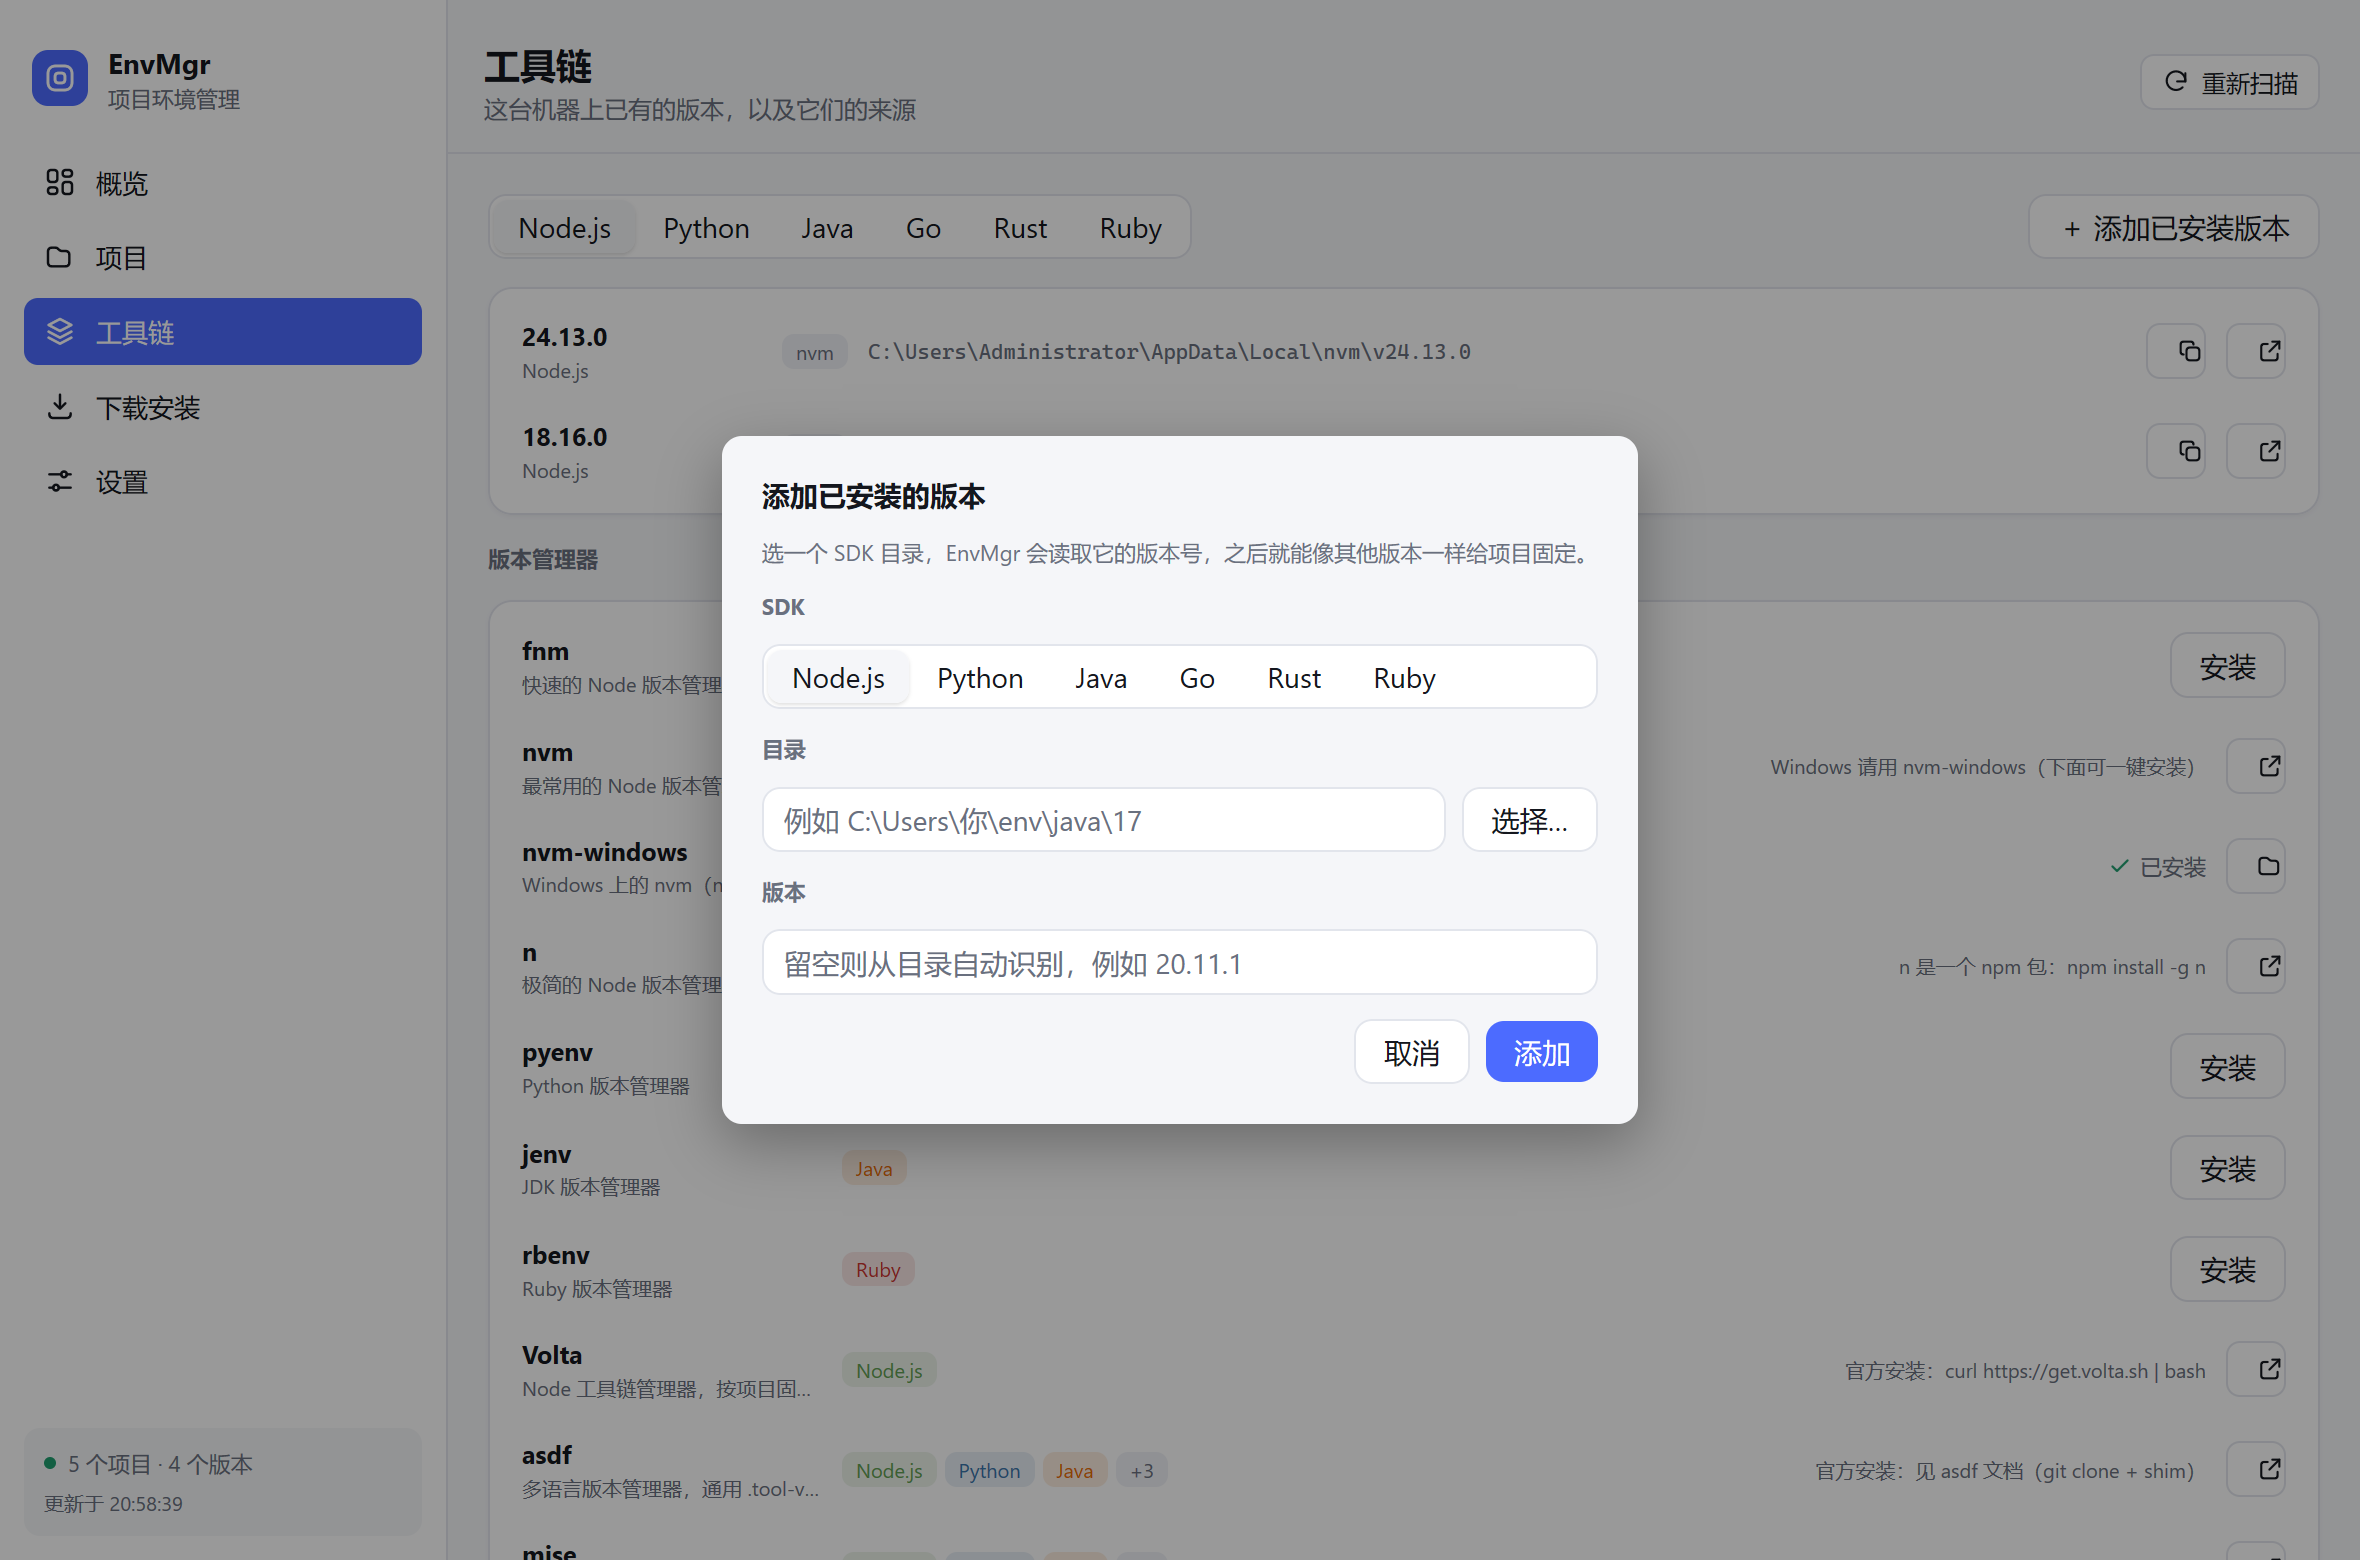 EnvMgr
项目环境管理
概览
项目
工具链
下载安装
设置
5 个项目 · 4 个版本
更新于 20:58:39
工具链
这台机器上已有的版本，以及它们的来源
重新扫描
Node.js Python Java Go Rust Ruby
+ 添加已安装版本
24.13.0
Node.js
nvm C:\Users\Administrator\AppData\Local\nvm\v24.13.0
18.16.0
Node.js
版本管理器
fnm
快速的 Node 版本管理
安装
nvm
最常用的 Node 版本管
Windows 请用 nvm-windows（下面可一键安装）
nvm-windows
Windows 上的 nvm（n
已安装
n
极简的 Node 版本管理
n 是一个 npm 包：npm install -g n
pyenv
Python 版本管理器
安装
jenv
JDK 版本管理器
Java
安装
rbenv
Ruby 版本管理器
Ruby
安装
Volta
Node 工具链管理器，按项目固...
Node.js
官方安装：curl https://get.volta.sh | bash
asdf
多语言版本管理器，通用 .tool-v...
Node.js Python Java +3
官方安装：见 asdf 文档（git clone + shim）
mise
添加已安装的版本
选一个 SDK 目录，EnvMgr 会读取它的版本号，之后就能像其他版本一样给项目固定。
SDK
Node.js Python Java Go Rust Ruby
目录
例如 C:\Users\你\env\java\17
选择...
版本
留空则从目录自动识别，例如 20.11.1
取消
添加